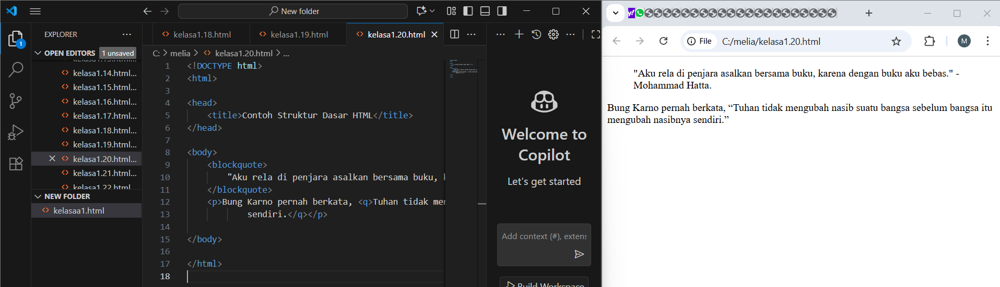 New folder
EXPLORER
OPEN EDITORS 1 unsaved
kelasa1.14.html...
kelasa1.15.html...
kelasa1.16.html...
kelasa1.17.html...
kelasa1.18.html...
kelasa1.19.html...
kelasa1.20.html...
kelasa1.21.html...
kelasa1.22.html
NEW FOLDER
kelasaa1.html
1
kelasa1.18.html
kelasa1.19.html
kelasa1.20.html
C: > melia > kelasa1.20.html > ...
1 <!DOCTYPE html>
2 <html>
3
4 <head>
5 <title>Contoh Struktur Dasar HTML</title>
6 </head>
7
8 <body>
9 <blockquote>
10 "Aku rela di penjara asalkan bersama buku,
11 </blockquote>
12 <p>Bung Karno pernah berkata, <q>Tuhan tidak
13 sendiri.</q></p>
14
15 </body>
16
17 </html>
18
Welcome to
Copilot
Let's get started
Add context (#), extens
Build Workspace
y!
File C:/melia/kelasa1.20.html
M
"Aku rela di penjara asalkan bersama buku, karena dengan buku aku bebas." -
Mohammad Hatta.
Bung Karno pernah berkata, “Tuhan tidak mengubah nasib suatu bangsa sebelum bangsa itu
mengubah nasibnya sendiri.”